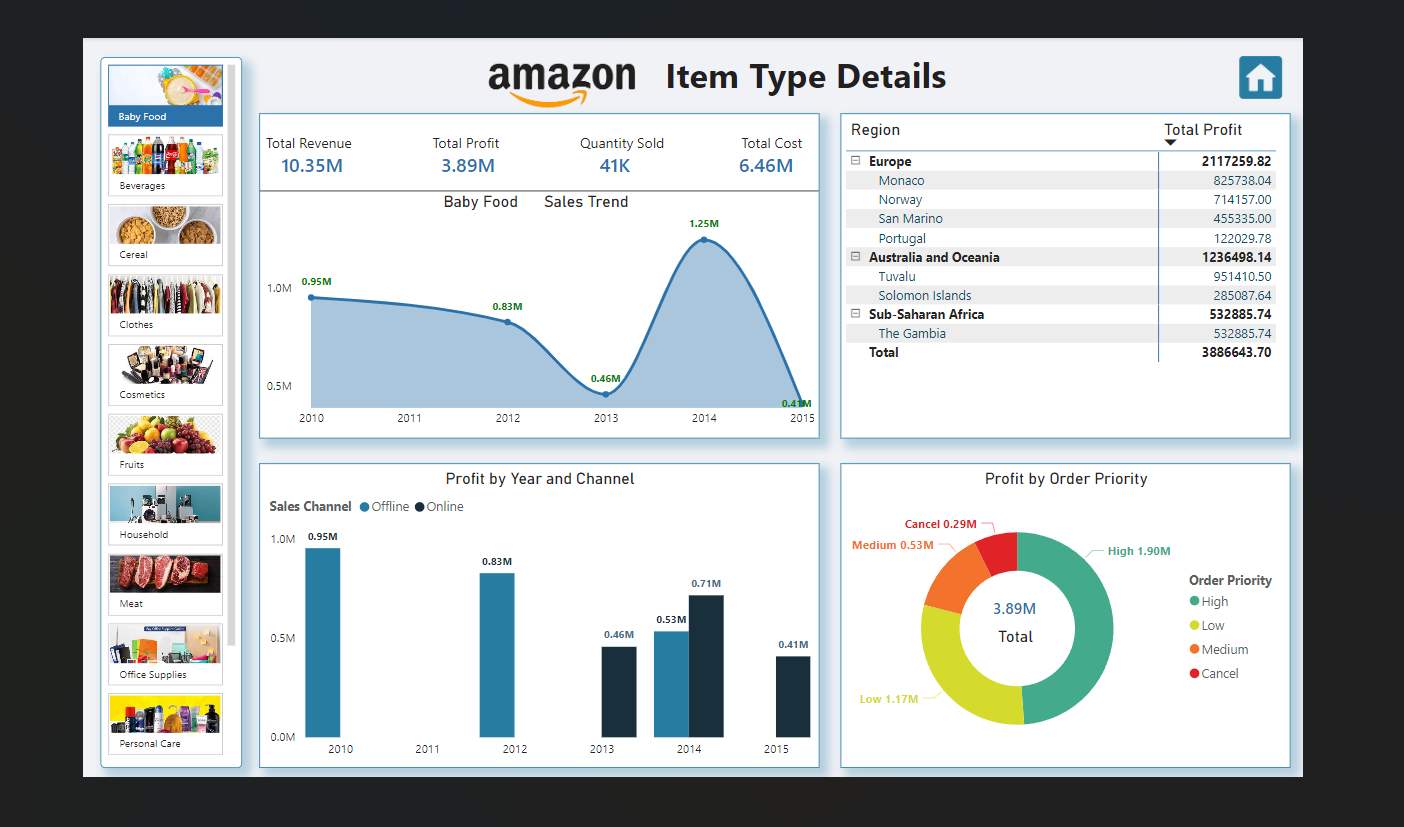 amazon Item Type Details
Baby Food
Beverages
Cereal
Clothes
Cosmetics
Fruits
Household
Meat
Office Supplies
Personal Care
Total Revenue Total Profit Quantity Sold Total Cost
10.35M 3.89M 41K 6.46M
Baby Food Sales Trend
1.25M
1.0M 0.95M
0.83M
0.46M
0.5M
0.41M
2010 2011 2012 2013 2014 2015
Region Total Profit
Europe 2117259.82
Monaco 825738.04
Norway 714157.00
San Marino 455335.00
Portugal 122029.78
Australia and Oceania 1236498.14
Tuvalu 951410.50
Solomon Islands 285087.64
Sub-Saharan Africa 532885.74
The Gambia 532885.74
Total 3886643.70
Profit by Year and Channel
Sales Channel Offline Online
1.0M 0.95M
0.83M
0.71M
0.5M 0.46M 0.53M 0.41M
0.0M
2010 2011 2012 2013 2014 2015
Profit by Order Priority
Cancel 0.29M
Medium 0.53M High 1.90M
3.89M
Total
Low 1.17M
Order Priority
High
Low
Medium
Cancel